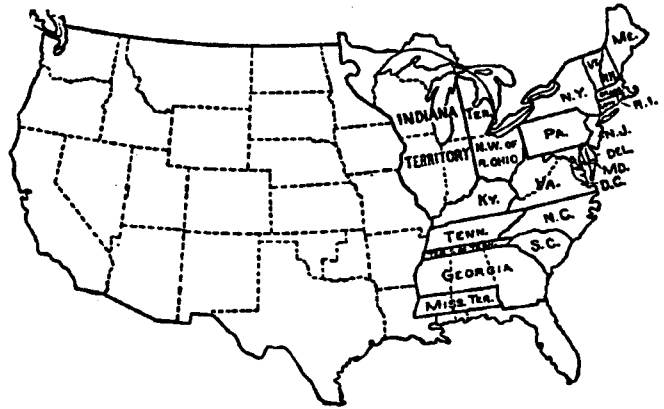 ME.
VT.
N.H.
N.Y.
R.I.
INDIANA
TERRITORY
TER.
N.W. OF
R. OHIO
PA.
N.J.
DEL.
MD.
D.C.
VA.
KY.
N.C.
TENN.
S.C.
GEORGIA
MISS. TER.